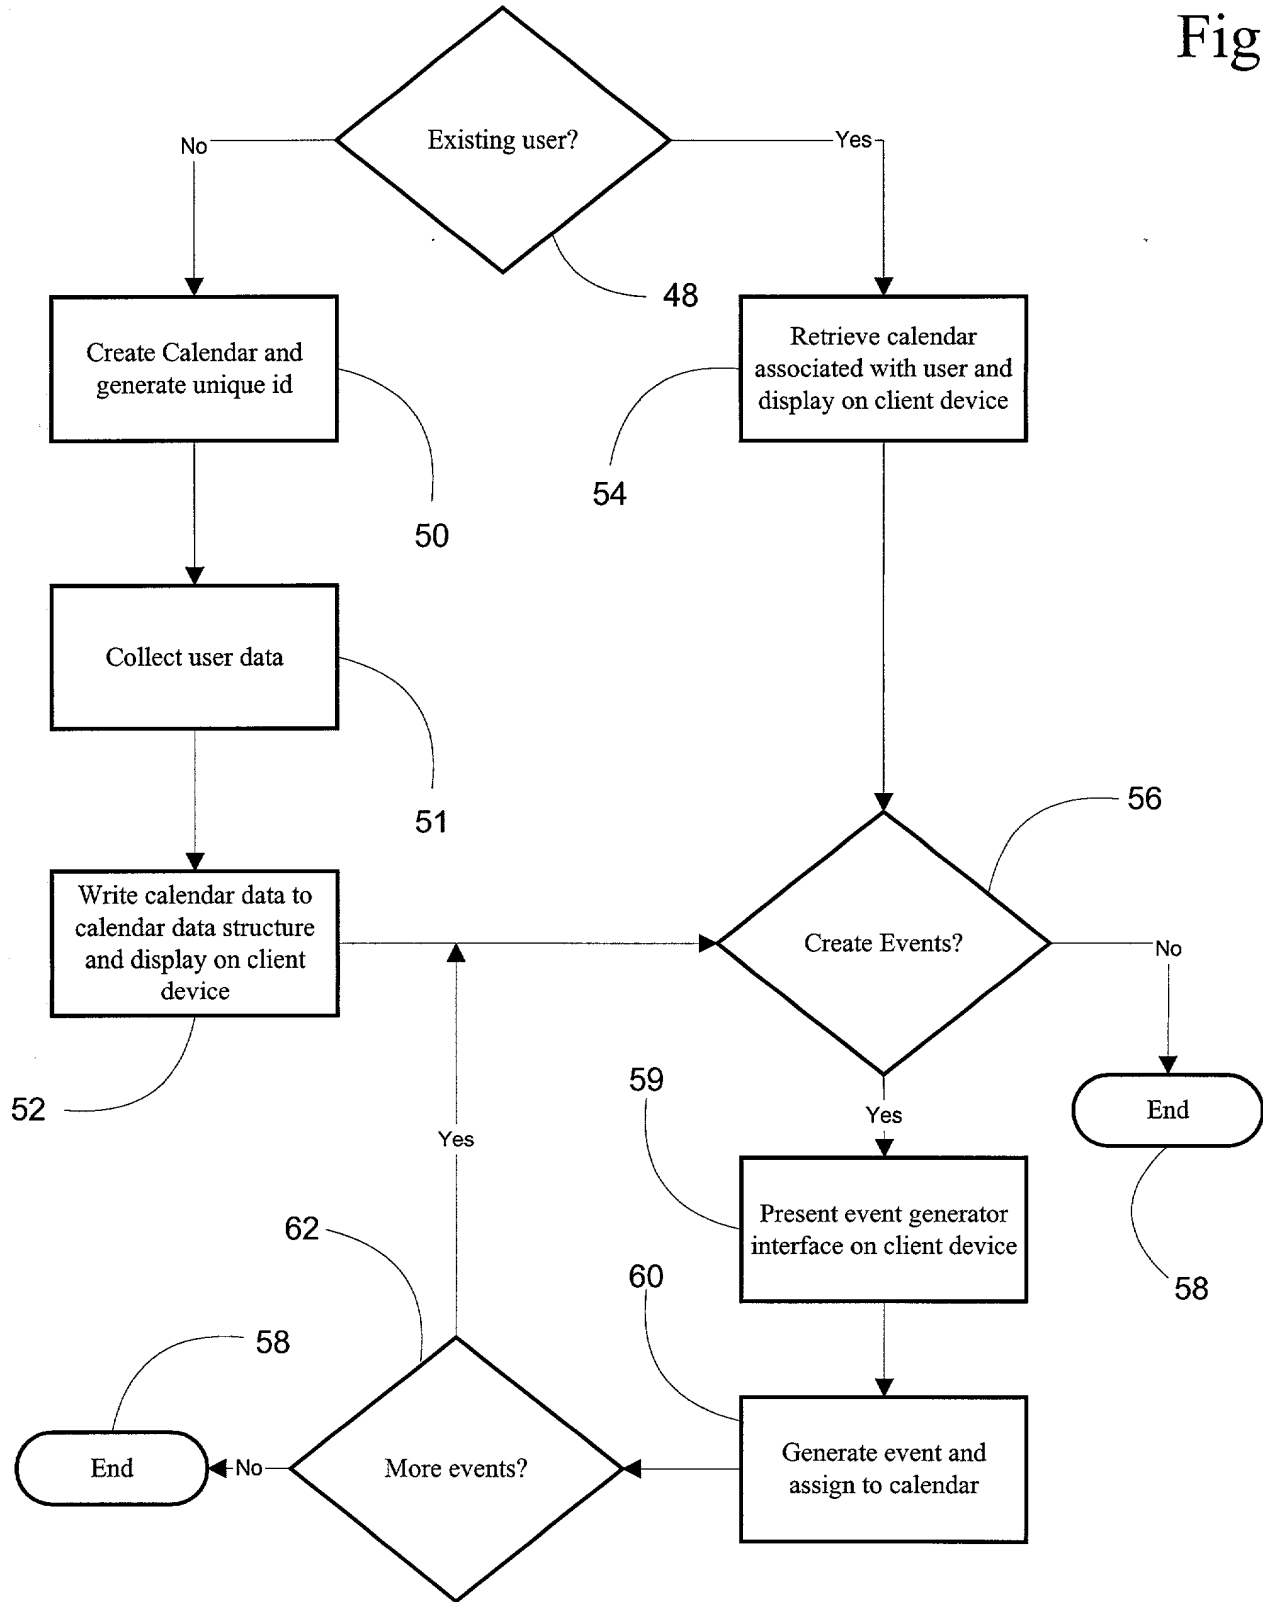 Fig
Existing user?
No
Yes
48
Create Calendar and
generate unique id
Retrieve calendar
associated with user and
display on client device
50
54
Collect user data
51
56
Write calendar data to
calendar data structure
and display on client
device
Create Events?
No
52
59
Yes
End
Yes
Present event generator
interface on client device
62
60
58
58
End
No
More events?
Generate event and
assign to calendar